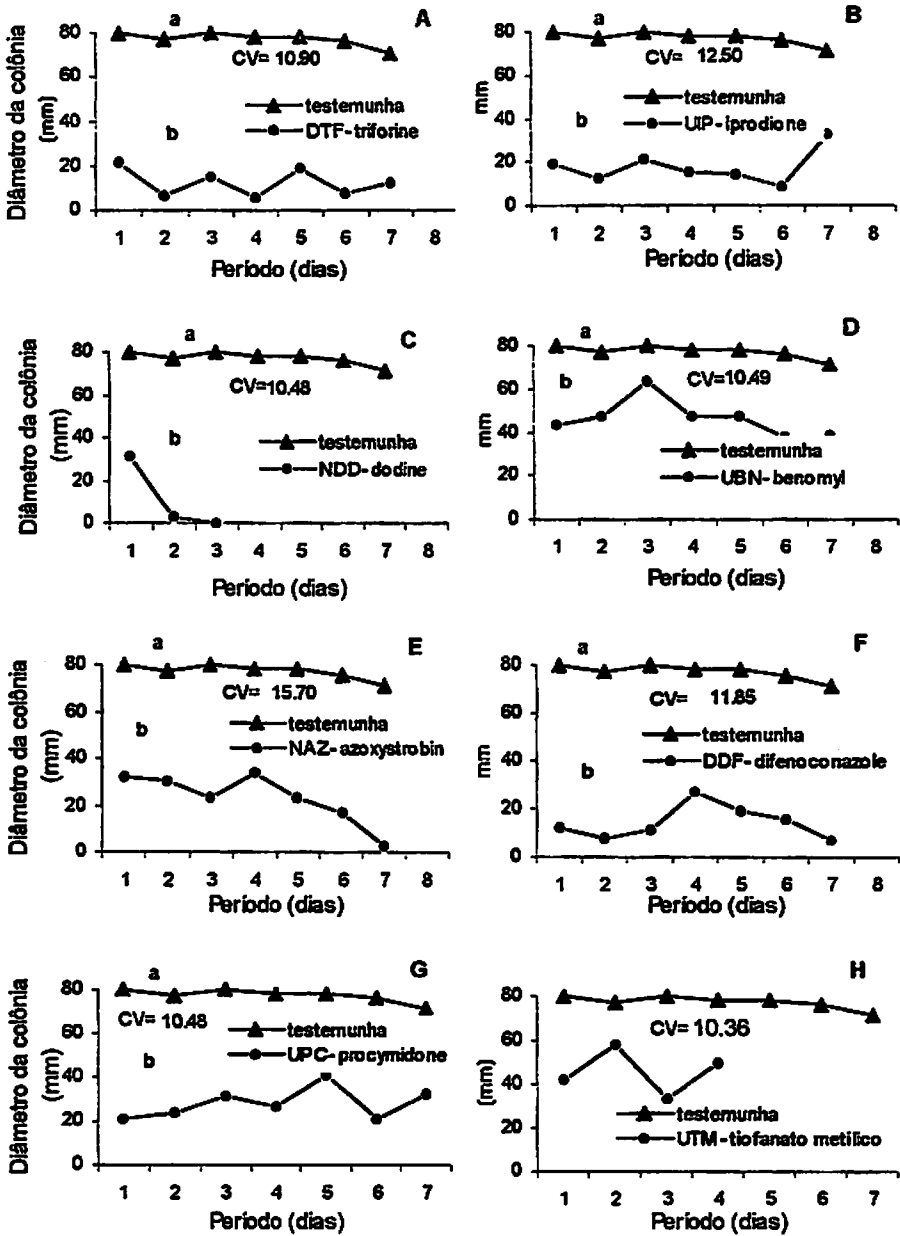 A
Diâmetro da colônia
(mm)
80
60
40
20
0
a
CV= 10.90
testemunha
DTF-triforine
b
1 2 3 4 5 6 7 8
Período (dias)
B
mm
80
60
40
20
0
a
CV= 12.50
testemunha
UIP-iprodione
b
1 2 3 4 5 6 7 8
Período (dias)
C
Diâmetro da colônia
(mm)
80
60
40
20
0
a
CV=10.48
testemunha
NDD-dodine
b
1 2 3 4 5 6 7 8
Período (dias)
D
mm
80
60
40
20
0
a
CV=10.49
b
testemunha
UBN-benomyl
1 2 3 4 5 6 7 8
Período (dias)
E
Diâmetro da colônia
(mm)
80
60
40
20
0
a
CV= 15.70
testemunha
NAZ-azoxystrobin
b
1 2 3 4 5 6 7 8
Período (dias)
F
mm
80
60
40
20
0
a
CV= 11.85
testemunha
DDF-difenoconazole
b
1 2 3 4 5 6 7 8
Período (dias)
G
Diâmetro da colônia
(mm)
80
60
40
20
0
a
CV= 10.48
testemunha
UPC-procymidone
b
1 2 3 4 5 6 7
Período (dias)
H
(mm)
80
60
40
20
0
CV= 10.36
testemunha
UTM-tiofanato metílico
1 2 3 4 5 6 7
Período (dias)